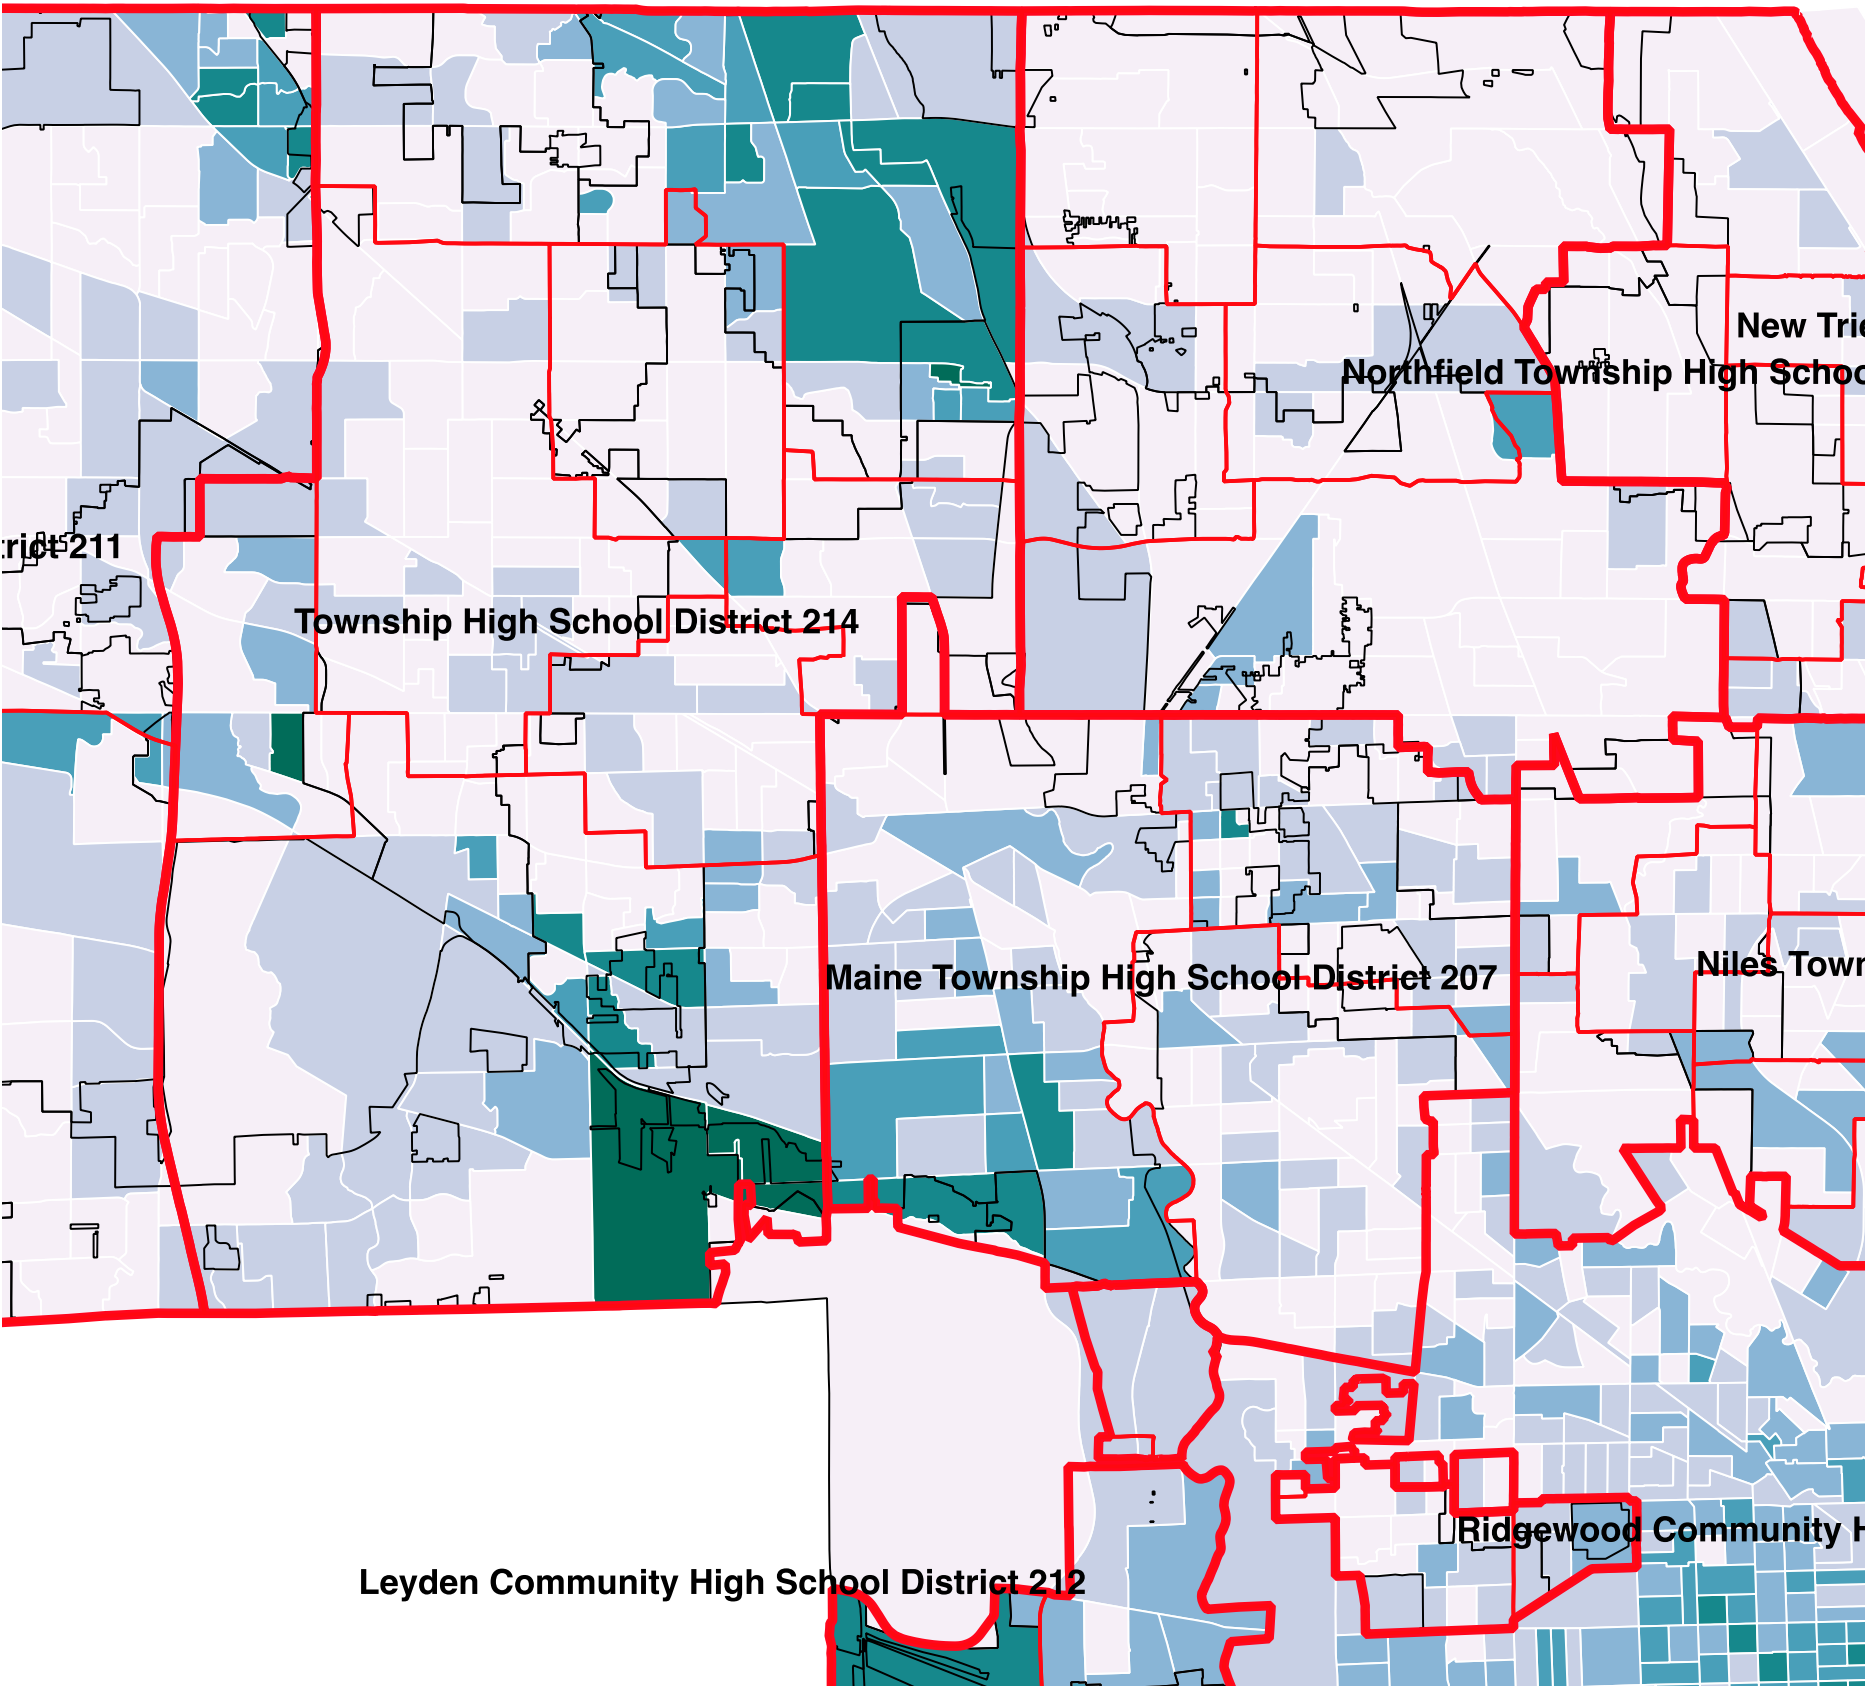 New Trie
Northfield Township High Schoo
trict 211
Township High School District 214
Niles Town
Maine Township High School District 207
Ridgewood Community H
Leyden Community High School District 212